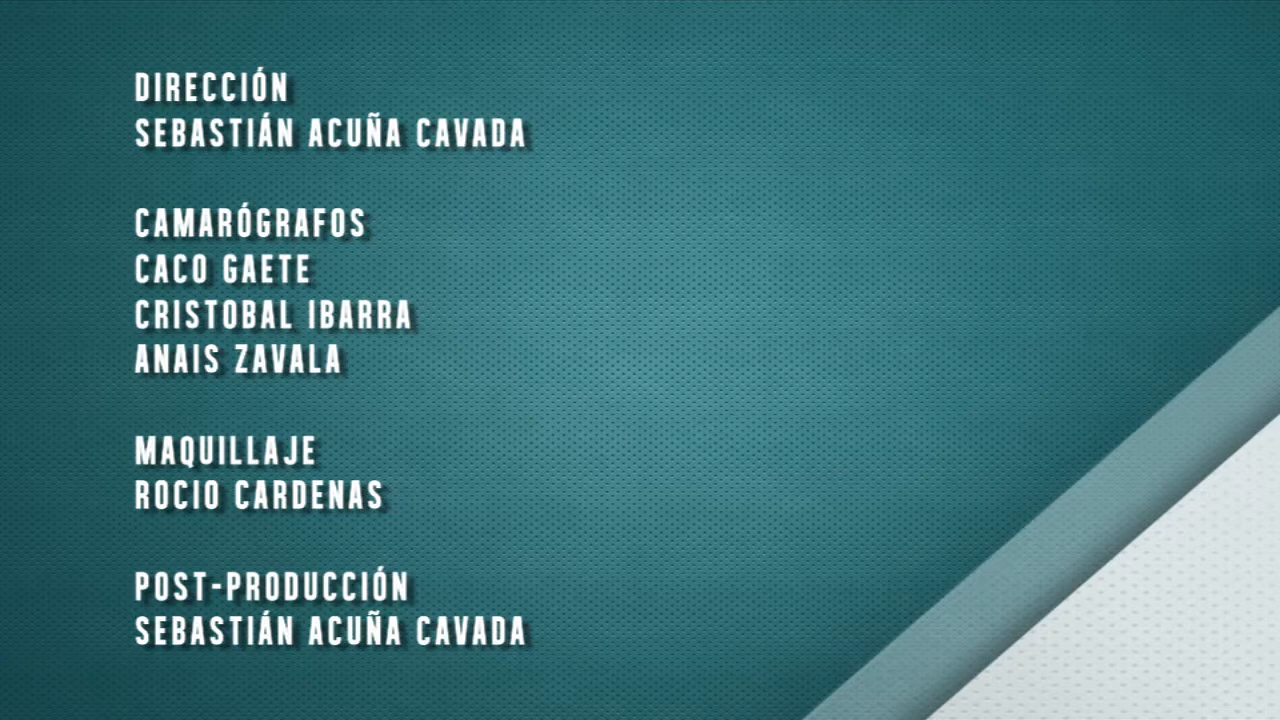 DIRECCIÓN
SEBASTIÁN ACUÑA CAVADA
CAMARÓGRAFOS
CACO GAETE
CRISTOBAL IBARRA
ANAIS ZAVALA
MAQUILLAJE
ROCIO CARDENAS
POST-PRODUCCIÓN
SEBASTIÁN ACUÑA CAVADA